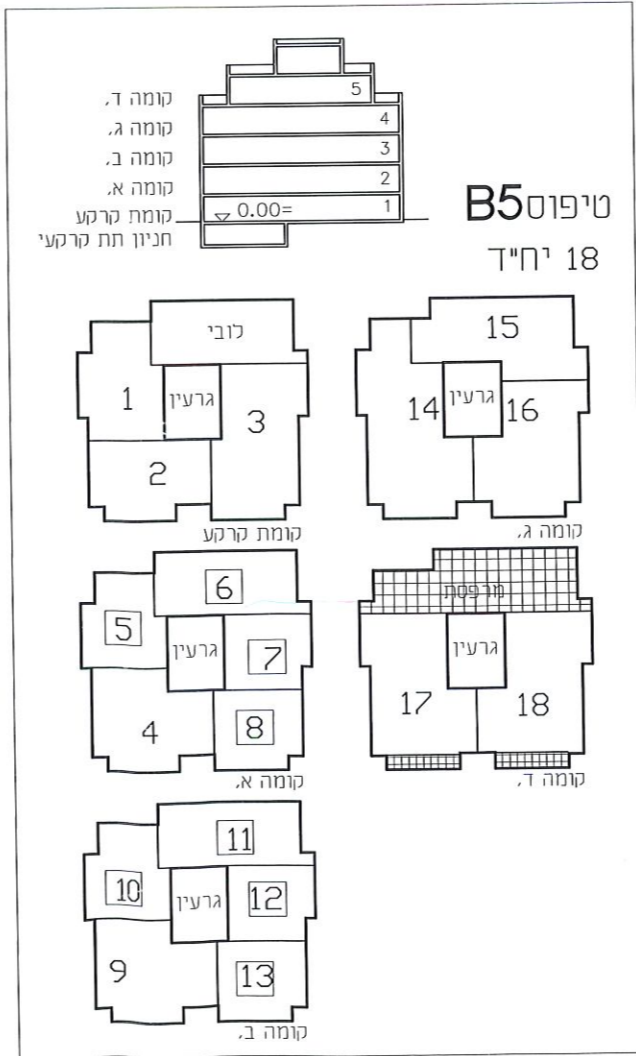 קומה ד.
קומה ג.
קומה ב.
קומה א.
קומת קרקע
חניון תת קרקעי
5
4
3
2
1
0.00=
טיפוס B5
18 יח"ד
לובי
1
גרעין
3
2
קומת קרקע
15
14
גרעין
16
קומה ג.
6
5
גרעין
7
4
8
קומה א.
מרפסת
גרעין
17
18
קומה ד.
11
10
גרעין
12
9
13
קומה ב.